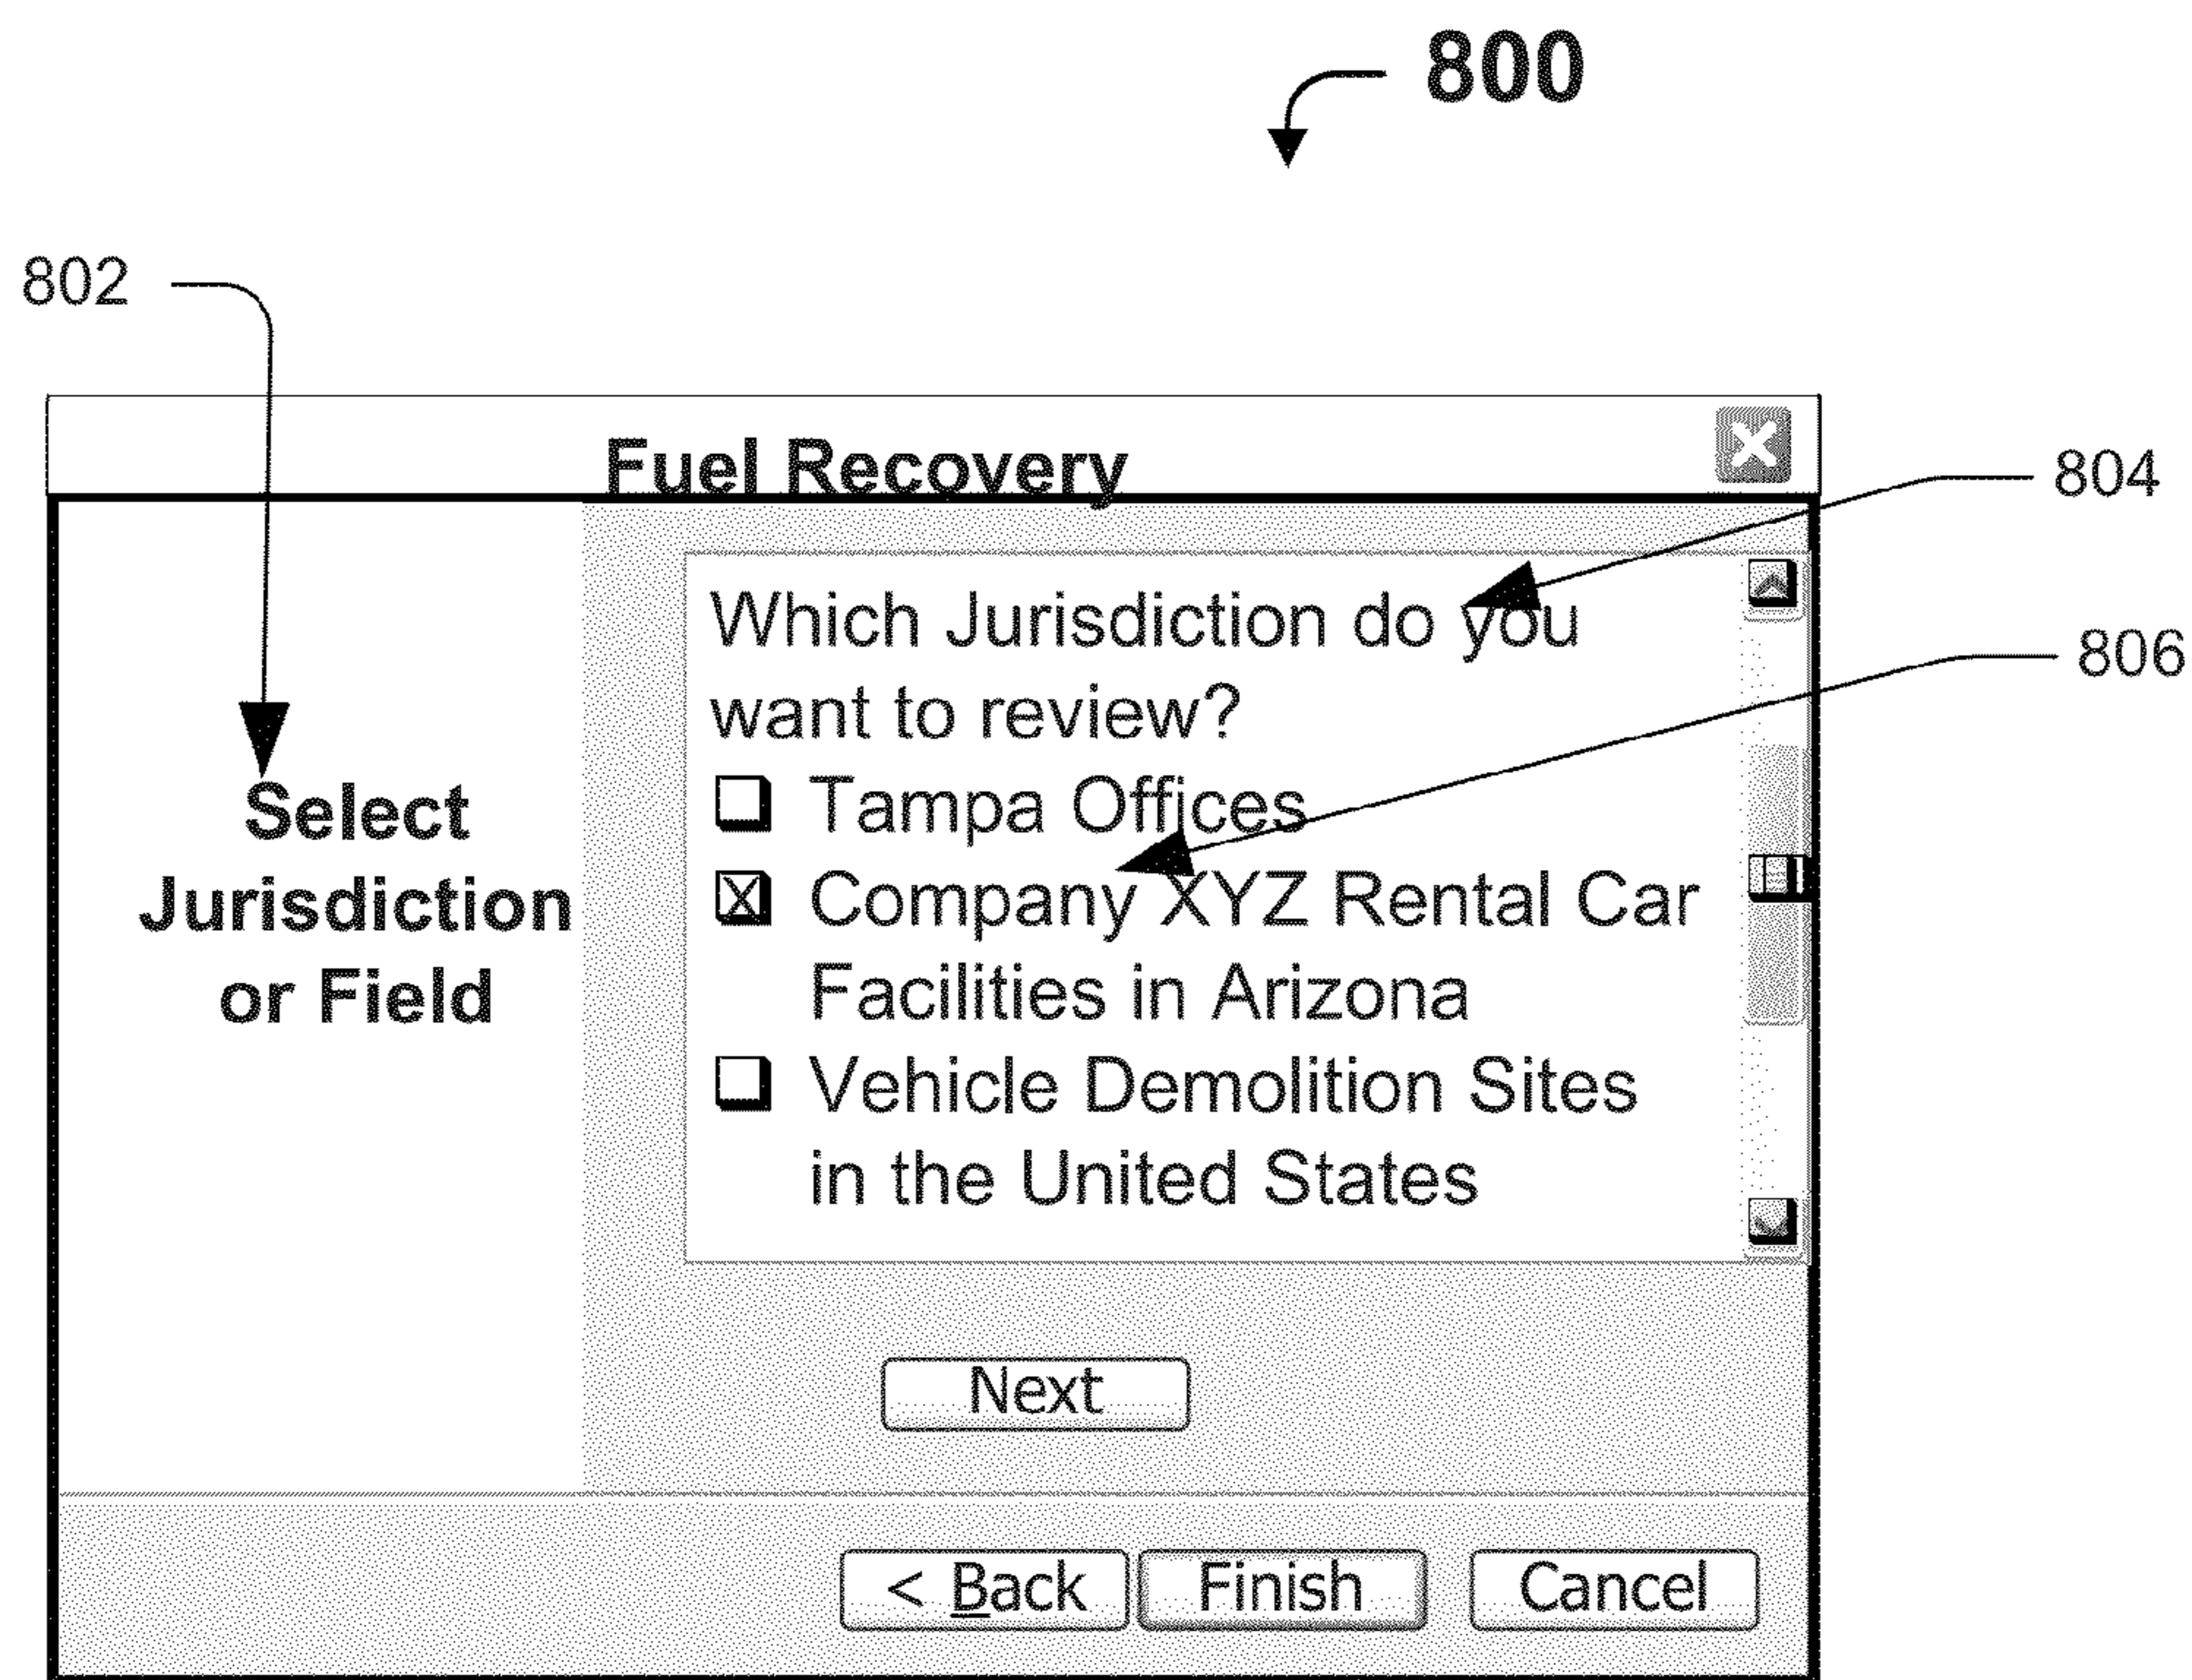 800
802
Fuel Recovery
804
Which Jurisdiction do you
806
want to review?
Tampa Offices
Select
Jurisdiction
or Field
Company XYZ Rental Car
Facilities in Arizona
Vehicle Demolition Sites
in the United States
Next
< Back
Finish
Cancel